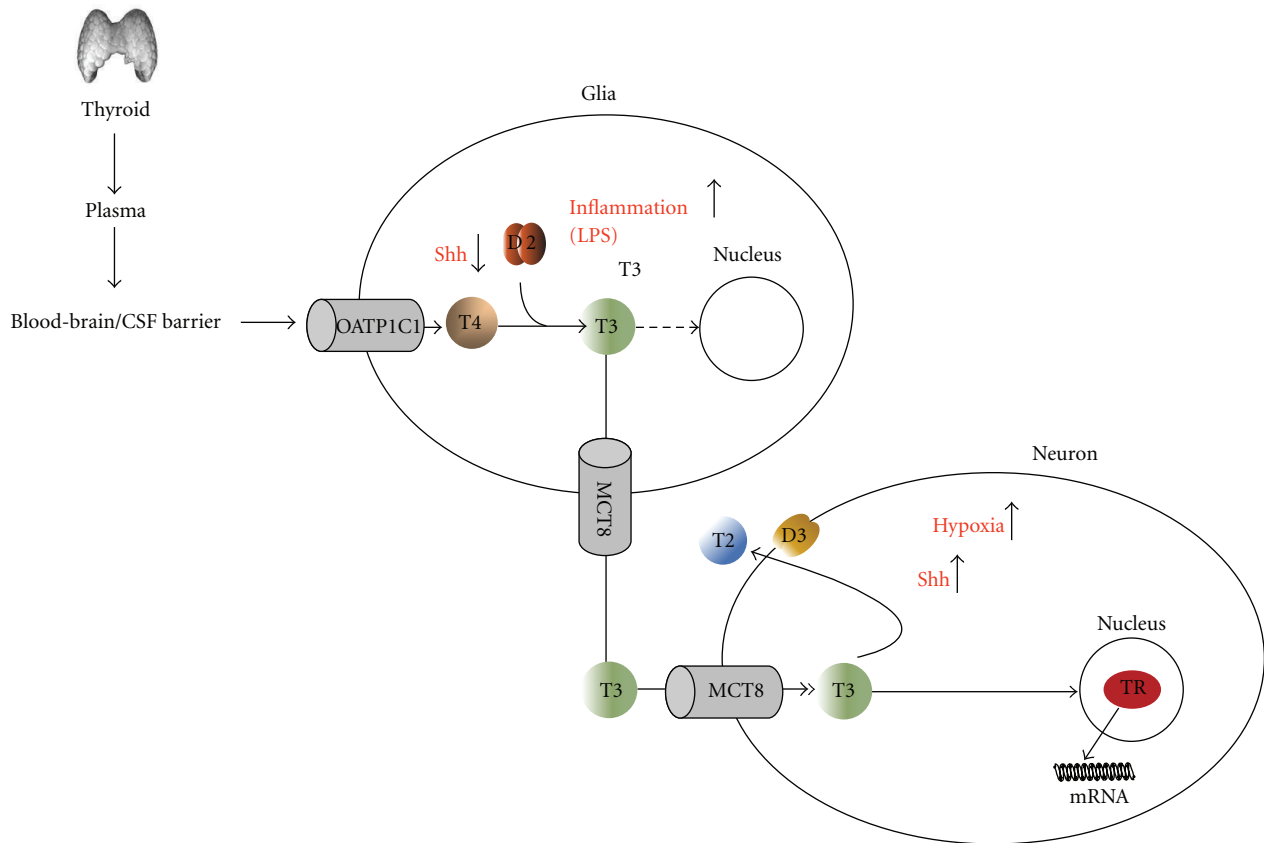 Thyroid
Plasma
Blood-brain/CSF barrier
Glia
Inflammation
(LPS)
Shh
D2
T3
Nucleus
OATP1C1
T4
T3
MCT8
Neuron
Hypoxia
Shh
T2
D3
Nucleus
T3
MCT8
T3
TR
mRNA